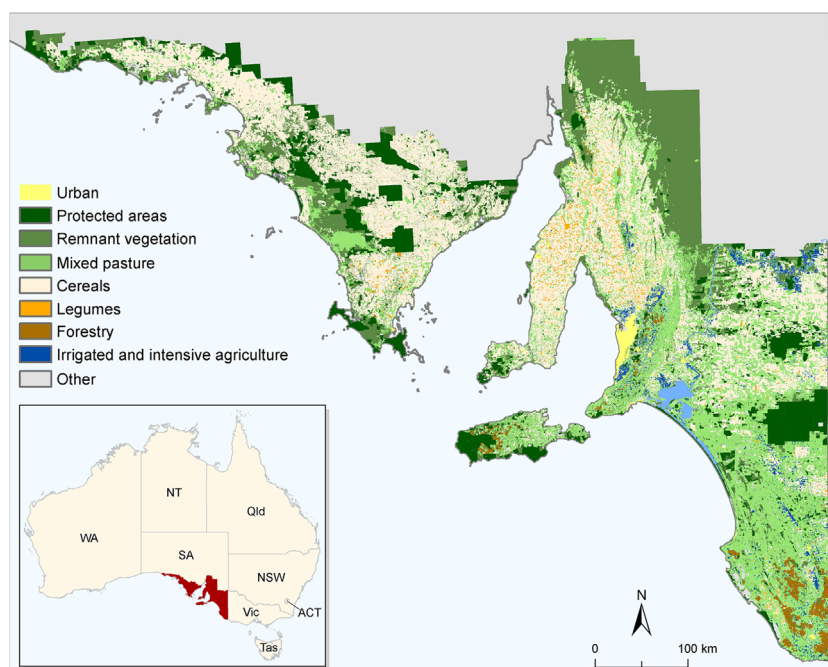 Urban
Protected areas
Remnant vegetation
Mixed pasture
Cereals
Legumes
Forestry
Irrigated and intensive agriculture
Other
NT
Qld
WA
SA
NSW
ACT
Vic
Tas
N
0 100 km